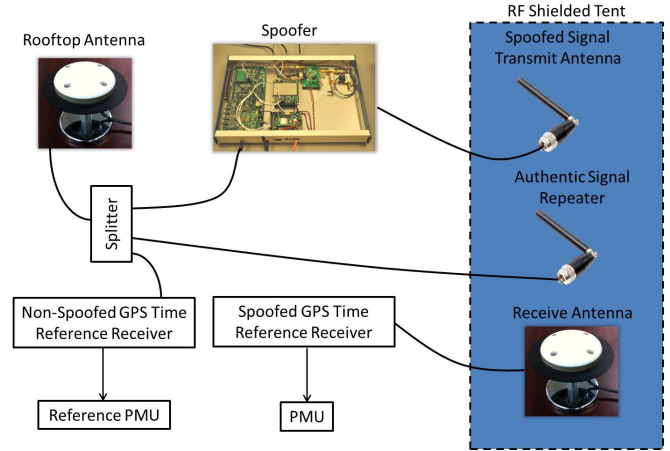 RF Shielded Tent
Rooftop Antenna
Spoofer
Spoofed Signal
Transmit Antenna
Authentic Signal
Repeater
Splitter
Non-Spoofed GPS Time
Reference Receiver
Spoofed GPS Time
Reference Receiver
Receive Antenna
Reference PMU
PMU